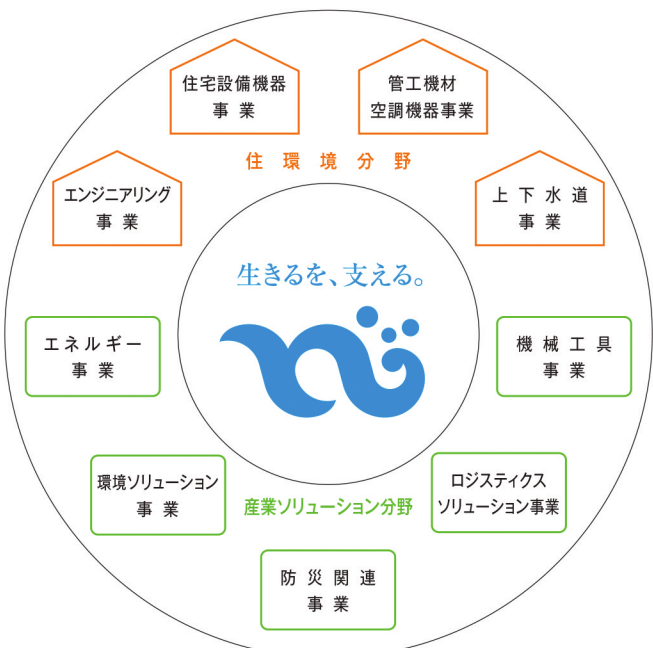 住宅設備機器
事業
管工機材
空調機器事業
住環境分野
エンジニアリング
事業
上下水道
事業
生きるを、支える。
エネルギー
事業
機械工具
事業
環境ソリューション
事業
産業ソリューション分野
ロジスティクス
ソリューション事業
防災関連
事業